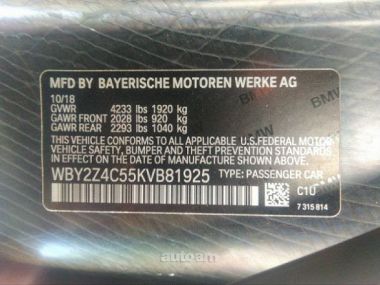 MFD BY BAYERISCHE MOTOREN WERKE AG
10/18
GVWR 4233 lbs 1920 kg
GAWR FRONT 2028 lbs 920 kg
GAWR REAR 2293 lbs 1040 kg
THIS VEHICLE CONFORMS TO ALL APPLICABLE U.S.FEDERAL MOTOR
VEHICLE SAFETY, BUMPER, AND THEFT PREVENTION STANDARDS IN
EFFECT ON THE DATE OF MANUFACTURE SHOWN ABOVE.
WBY2Z4C55KVB81925 TYPE: PASSENGER CAR
C10
7 315 814
BMW
BMW
autoam